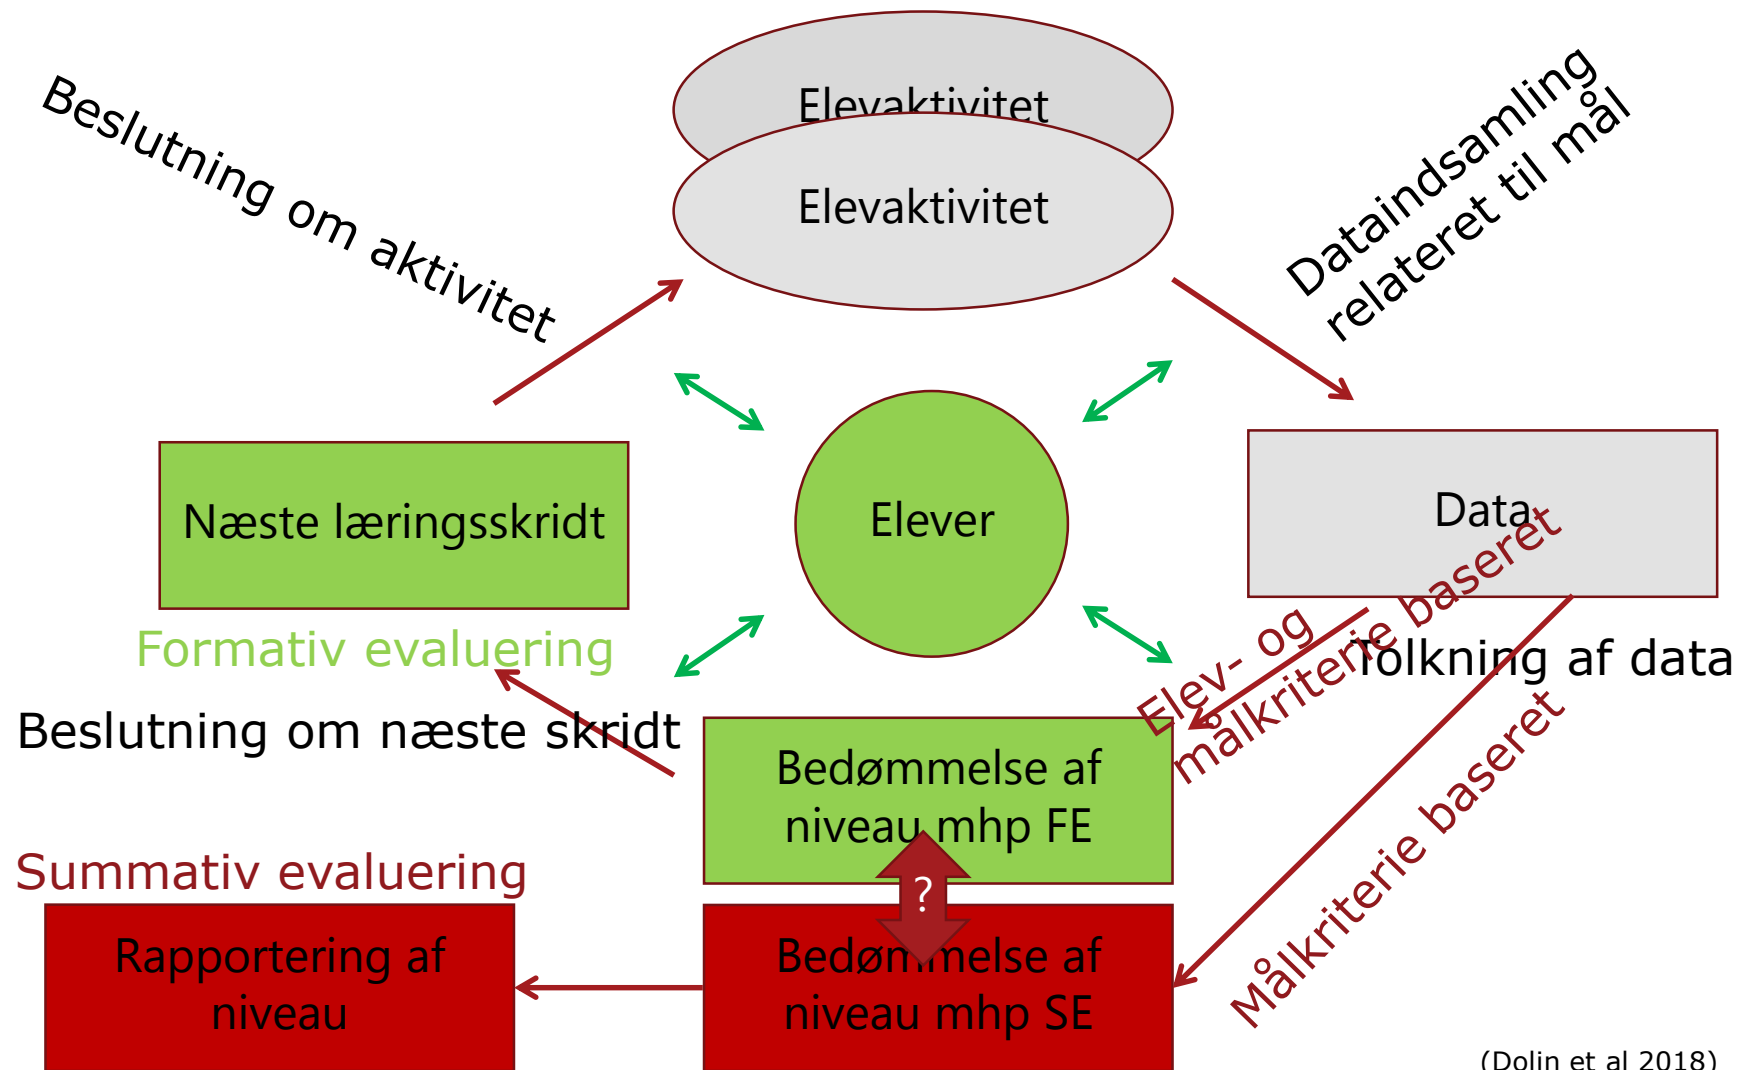 Elevaktivitet
Elevaktivitet
Beslutning om aktivitet
Dataindsamling
relateret til mål
Næste læringsskridt
Elever
Data
Formativ evaluering
Elev- og
målkriterie baseret
Tolkning af data
Beslutning om næste skridt
Bedømmelse af
niveau mhp FE
Målkriterie baseret
Summativ evaluering
?
Rapportering af
niveau
Bedømmelse af
niveau mhp SE
(Dolin et al 2018)